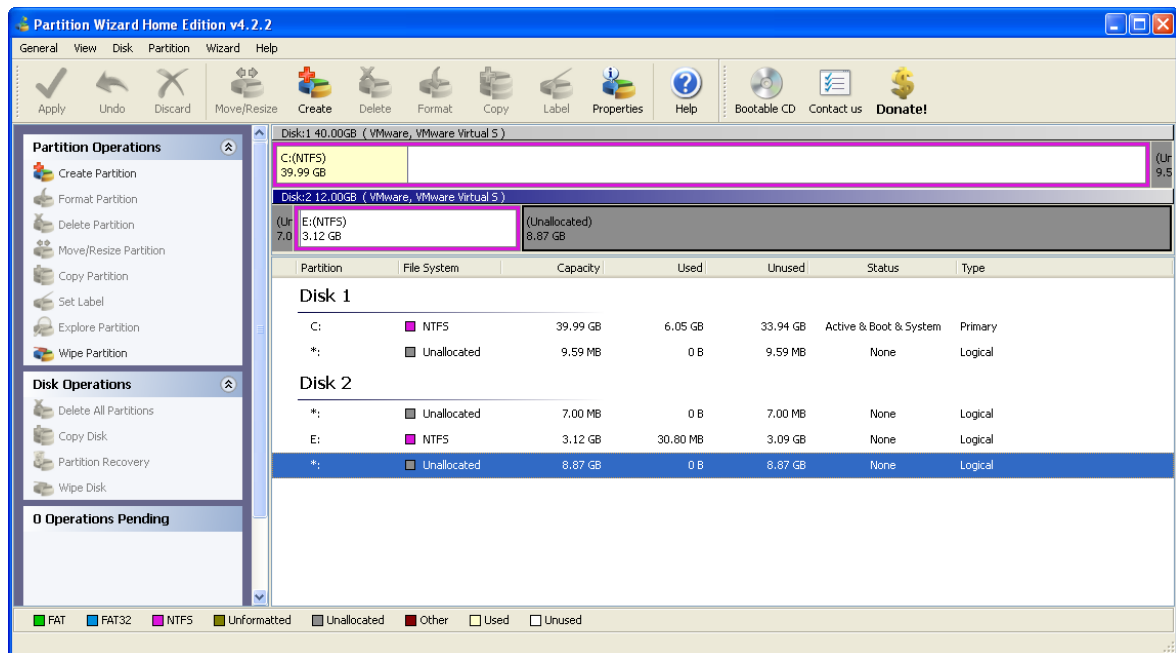 Partition Wizard Home Edition v4.2.2
General View Disk Partition Wizard Help
Apply Undo Discard Move/Resize Create Delete Format Copy Label Properties Help Bootable CD Contact us Donate!
Partition Operations
Create Partition
Format Partition
Delete Partition
Move/Resize Partition
Copy Partition
Set Label
Explore Partition
Wipe Partition
Disk Operations
Delete All Partitions
Copy Disk
Partition Recovery
Wipe Disk
0 Operations Pending
Disk:1 40.00GB ( VMware, VMware Virtual S )
C:(NTFS) (Ur
39.99 GB 9.5
Disk:2 12.00GB ( VMware, VMware Virtual S )
(Ur E:(NTFS) (Unallocated)
7.0 3.12 GB 8.87 GB
Partition File System Capacity Used Unused Status Type
Disk 1
C: NTFS 39.99 GB 6.05 GB 33.94 GB Active & Boot & System Primary
*: Unallocated 9.59 MB 0 B 9.59 MB None Logical
Disk 2
*: Unallocated 7.00 MB 0 B 7.00 MB None Logical
E: NTFS 3.12 GB 30.80 MB 3.09 GB None Logical
*: Unallocated 8.87 GB 0 B 8.87 GB None Logical
FAT FAT32 NTFS Unformatted Unallocated Other Used Unused